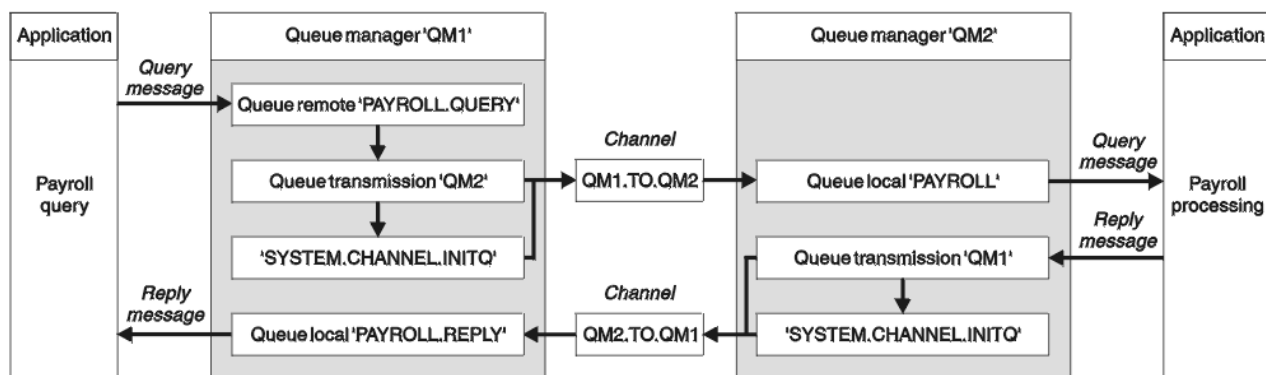 Application
Queue manager 'QM1'
Queue manager 'QM2'
Application
Query
message
Queue remote 'PAYROLL.QUERY'
Channel
Query
message
Payroll
query
Queue transmission 'QM2'
QM1.TO.QM2
Queue local 'PAYROLL'
Payroll
processing
Reply
message
'SYSTEM.CHANNEL.INITQ'
Queue transmission 'QM1'
Reply
message
Channel
Queue local 'PAYROLL.REPLY'
QM2.TO.QM1
'SYSTEM.CHANNEL.INITQ'